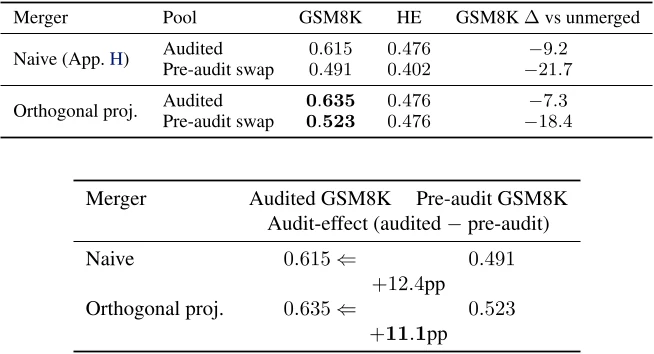 Merger Pool GSM8K HE GSM8K Δ vs unmerged
Naive (App. H) Audited 0.615 0.476 −9.2
Pre-audit swap 0.491 0.402 −21.7
Orthogonal proj. Audited 0.635 0.476 −7.3
Pre-audit swap 0.523 0.476 −18.4
Merger Audited GSM8K Pre-audit GSM8K
Audit-effect (audited − pre-audit)
Naive 0.615 ⇐ 0.491
+12.4pp
Orthogonal proj. 0.635 ⇐ 0.523
+11.1pp